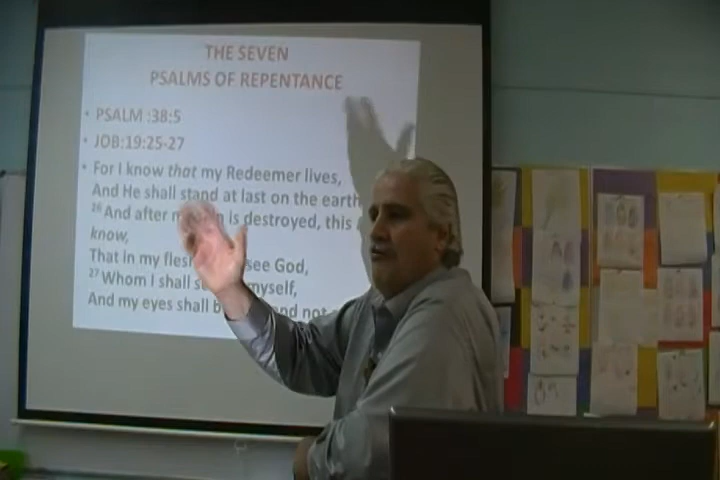 THE SEVEN
PSALMS OF REPENTANCE
• PSALM :38:5
• JOB:19:25-27
• For I know that my Redeemer lives,
And He shall stand at last on the earth
26 And after is destroyed, this
know,
That in my see God,
27 Whom I shall myself,
And my eyes shall and not